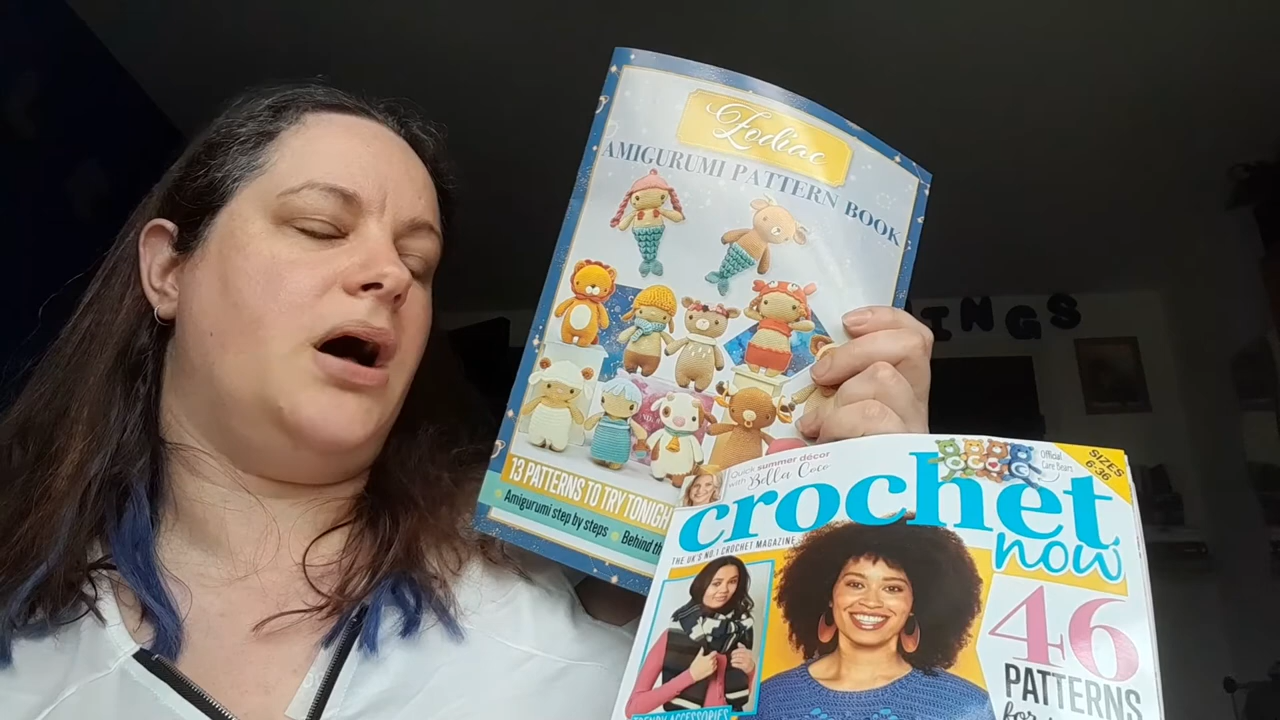 Zodiac
AMIGURUMI PATTERN BOOK
13 PATTERNS TO TRY TONIGH
• Amigurumi step by steps • Behind th
INGS
Quick summer décor
with Bella Coco
Official
Care Bears
SIZES
6-36
crochet
now
THE UK'S NO.1 CROCHET MAGAZINE
46
PATTERNS
for
TRENDY ACCESSORIES